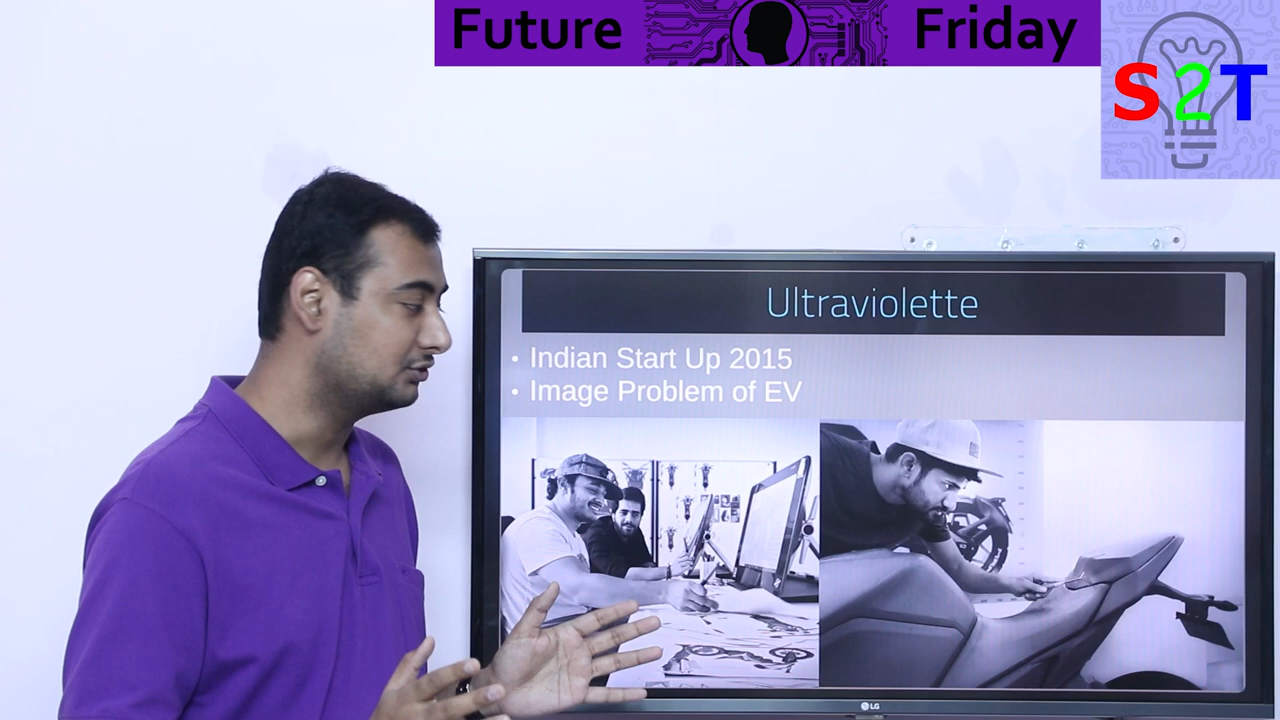 Future Friday
S2T
Ultraviolette
• Indian Start Up 2015
• Image Problem of EV
LG